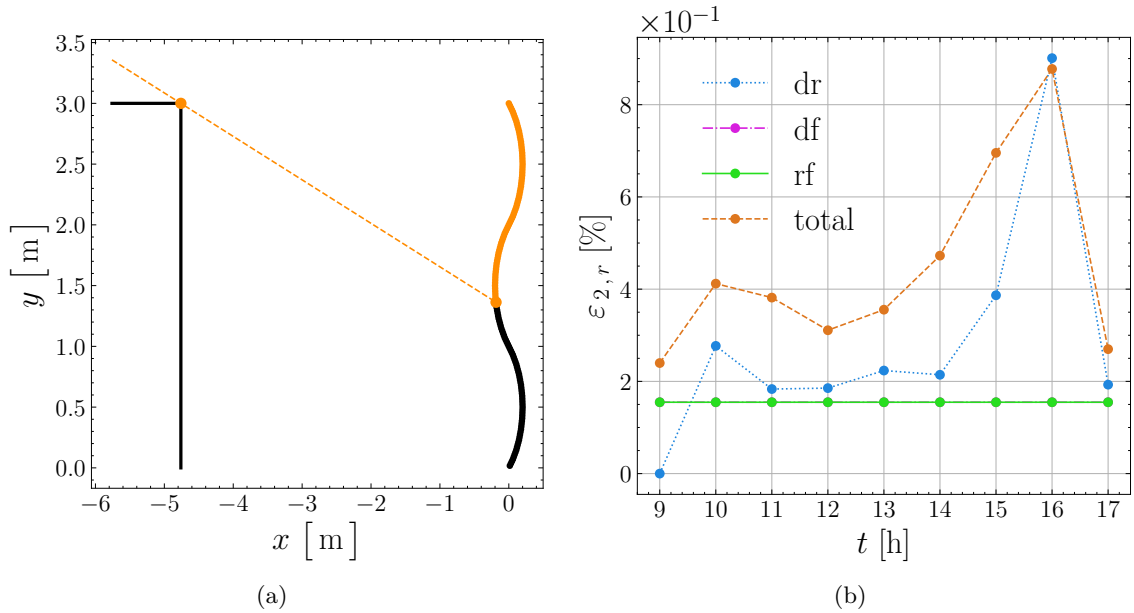 3.5
3.0
2.5
2.0
1.5
1.0
0.5
0.0
y [m]
−6 −5 −4 −3 −2 −1 0
x [m]
(a)
×10⁻¹
8
6
4
2
0
ε₂,ᵣ [%]
dr
df
rf
total
9 10 11 12 13 14 15 16 17
t [h]
(b)